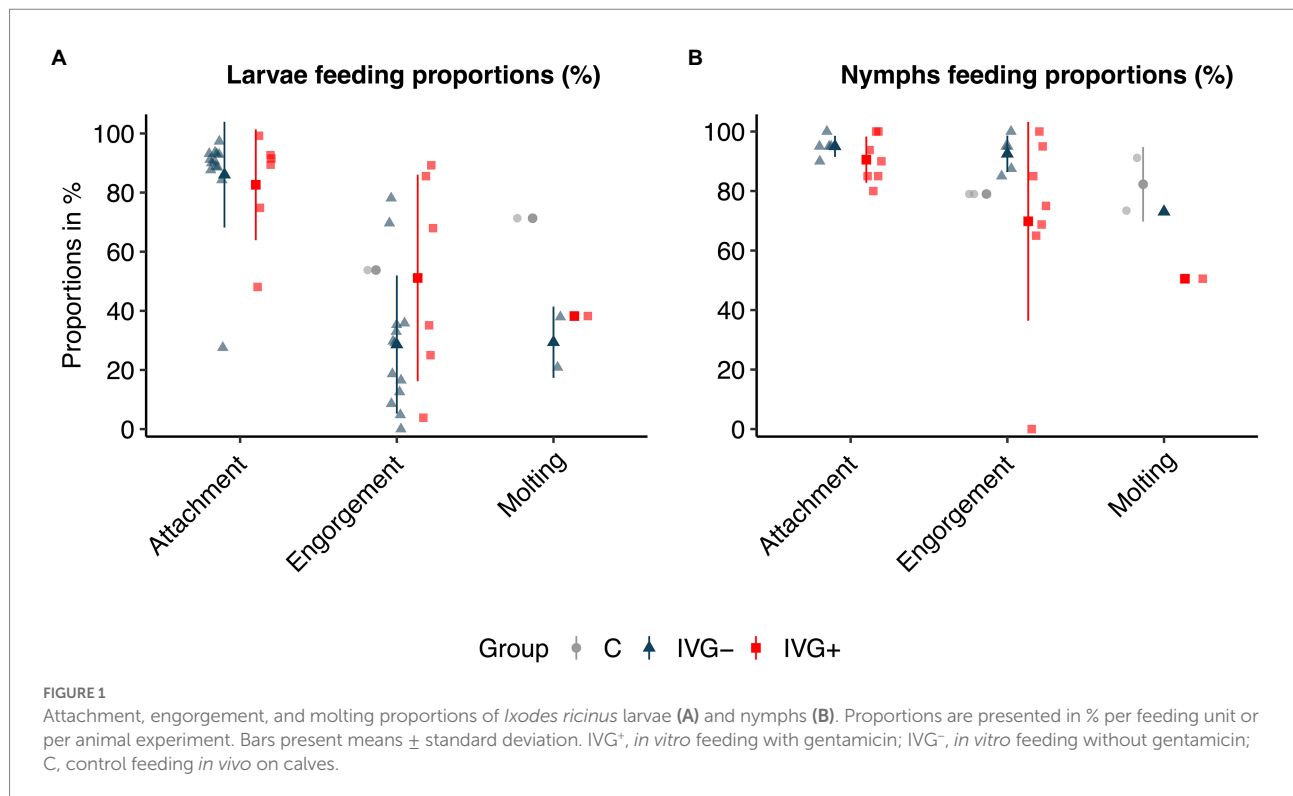 A
Larvae feeding proportions (%)
Proportions in %
100
80
60
40
20
0
Attachment
Engorgement
Molting
B
Nymphs feeding proportions (%)
100
80
60
40
20
0
Attachment
Engorgement
Molting
Group C IVG− IVG+
FIGURE 1
Attachment, engorgement, and molting proportions of Ixodes ricinus larvae (A) and nymphs (B). Proportions are presented in % per feeding unit or
per animal experiment. Bars present means ± standard deviation. IVG⁺, in vitro feeding with gentamicin; IVG⁻, in vitro feeding without gentamicin;
C, control feeding in vivo on calves.